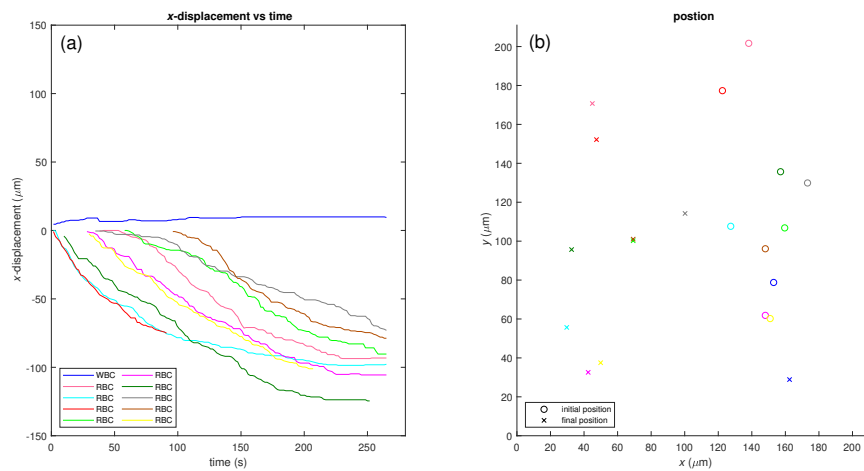 x-displacement vs time
(a)
x-displacement (μm)
150
100
50
0
-50
-100
-150
0 50 100 150 200 250
time (s)
WBC RBC
RBC RBC
RBC RBC
RBC RBC
RBC RBC
postion
(b)
y (μm)
200
180
160
140
120
100
80
60
40
20
0
0 20 40 60 80 100 120 140 160 180 200
x (μm)
initial position
final position